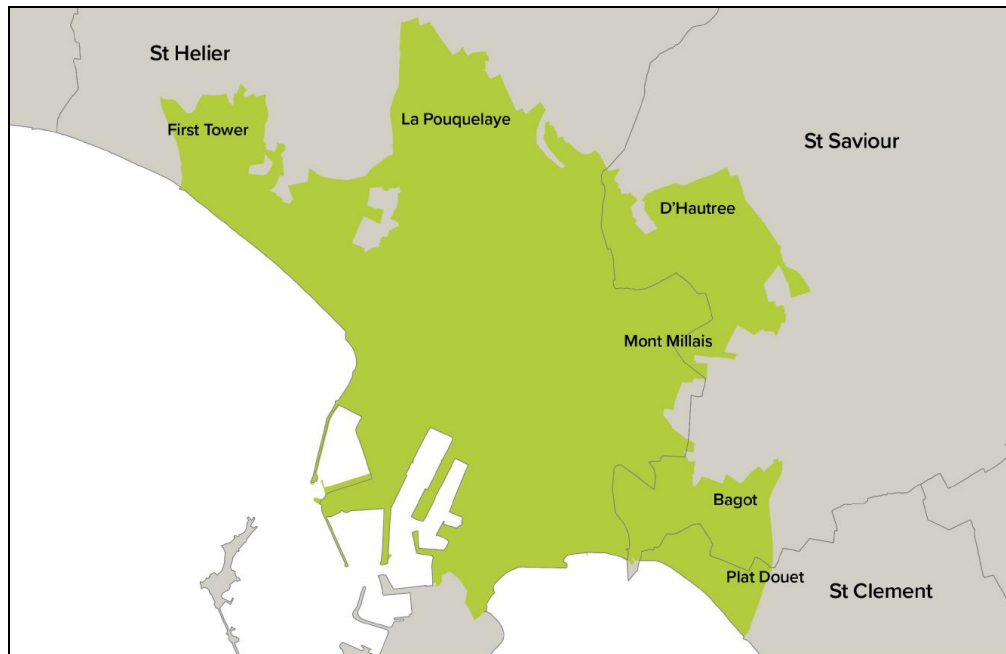 St Helier
First Tower
La Pouquelaye
St Saviour
D'Hautree
Mont Millais
Bagot
Plat Douet
St Clement